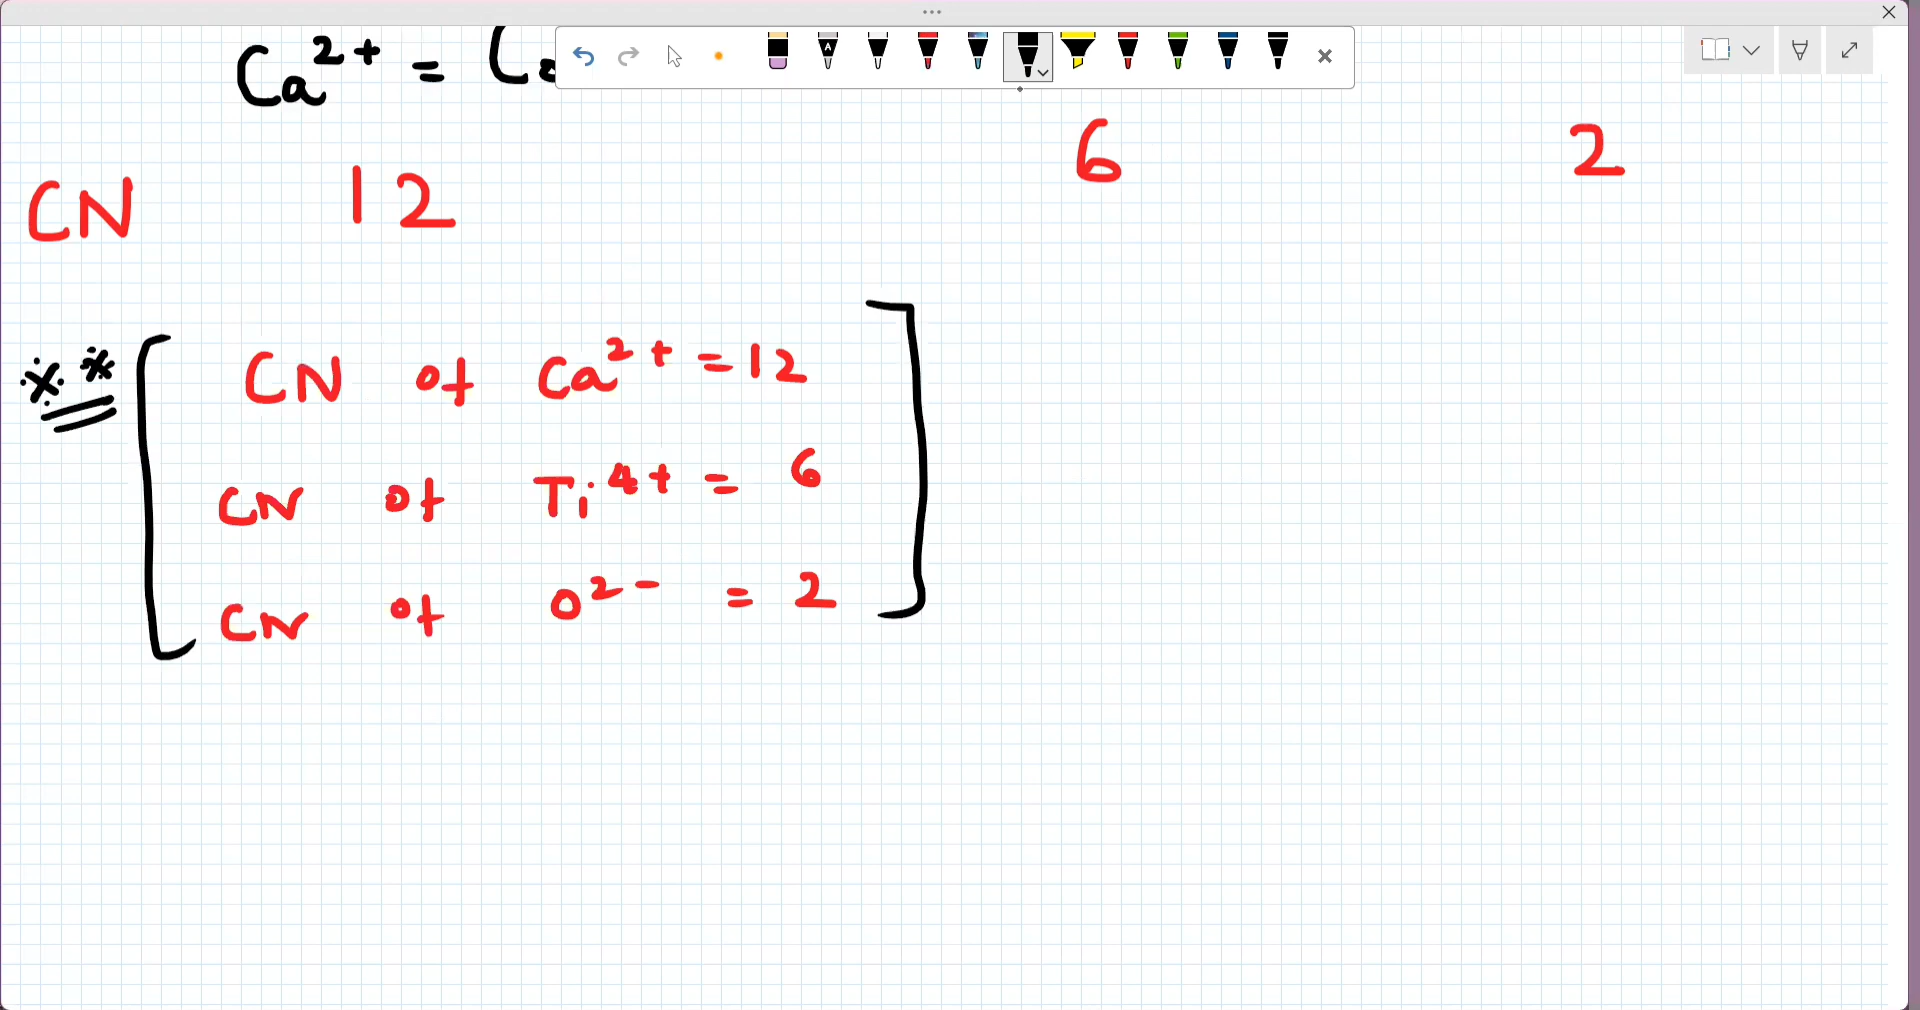 Ca²⁺ =
6 2
CN 12
** CN of Ca²⁺ = 12
CN of Ti⁴⁺ = 6
CN of O²⁻ = 2